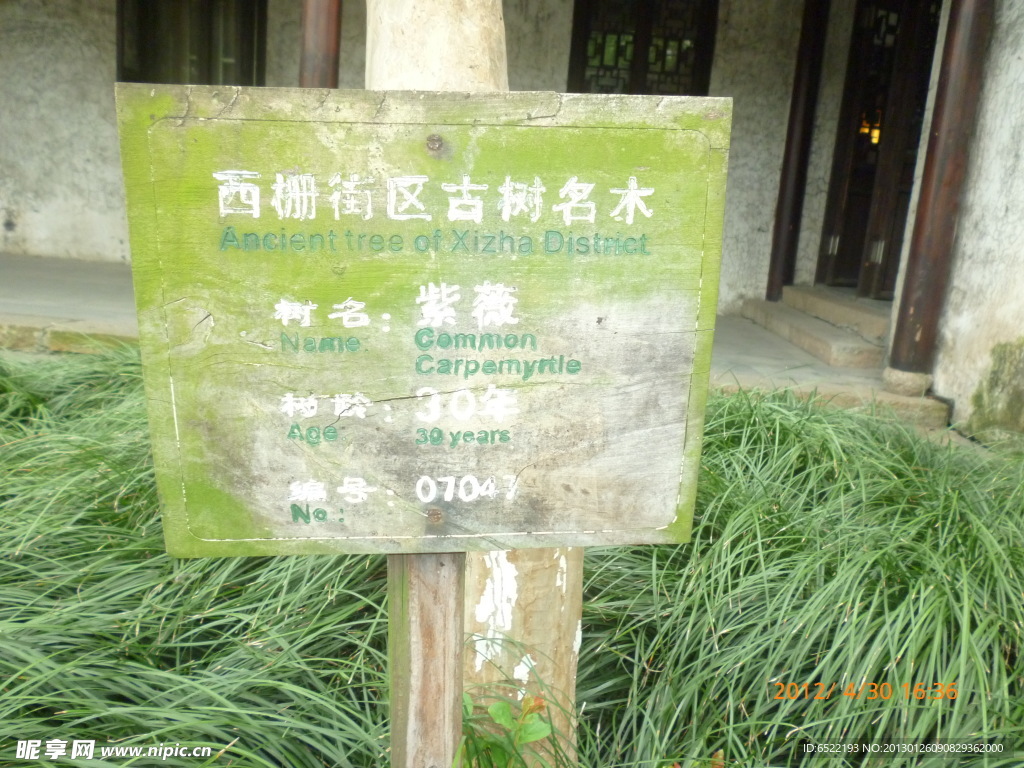 西栅街区古树名木
Ancient tree of Xizha District
树名：紫薇
Name Common
Carpemyrtle
树龄：30年
Age 30 years
编号：07047
No：
2012/ 4/30 16:36
昵享网 www.nipic.cn
ID:6522193 NO:20130126090829362000